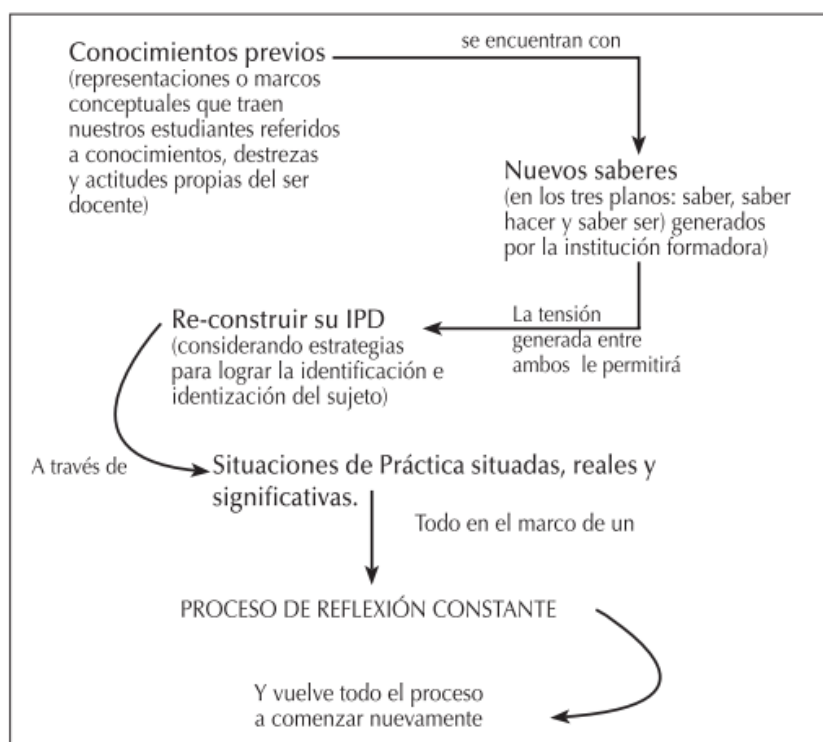 Conocimientos previos
(representaciones o marcos
conceptuales que traen
nuestros estudiantes referidos
a conocimientos, destrezas
y actitudes propias del ser
docente)
se encuentran con
Nuevos saberes
(en los tres planos: saber, saber
hacer y saber ser) generados
por la institución formadora)
La tensión
generada entre
ambos le permitirá
Re-construir su IPD
(considerando estrategias
para lograr la identificación e
identización del sujeto)
A través de
Situaciones de Práctica situadas, reales y
significativas.
Todo en el marco de un
PROCESO DE REFLEXIÓN CONSTANTE
Y vuelve todo el proceso
a comenzar nuevamente